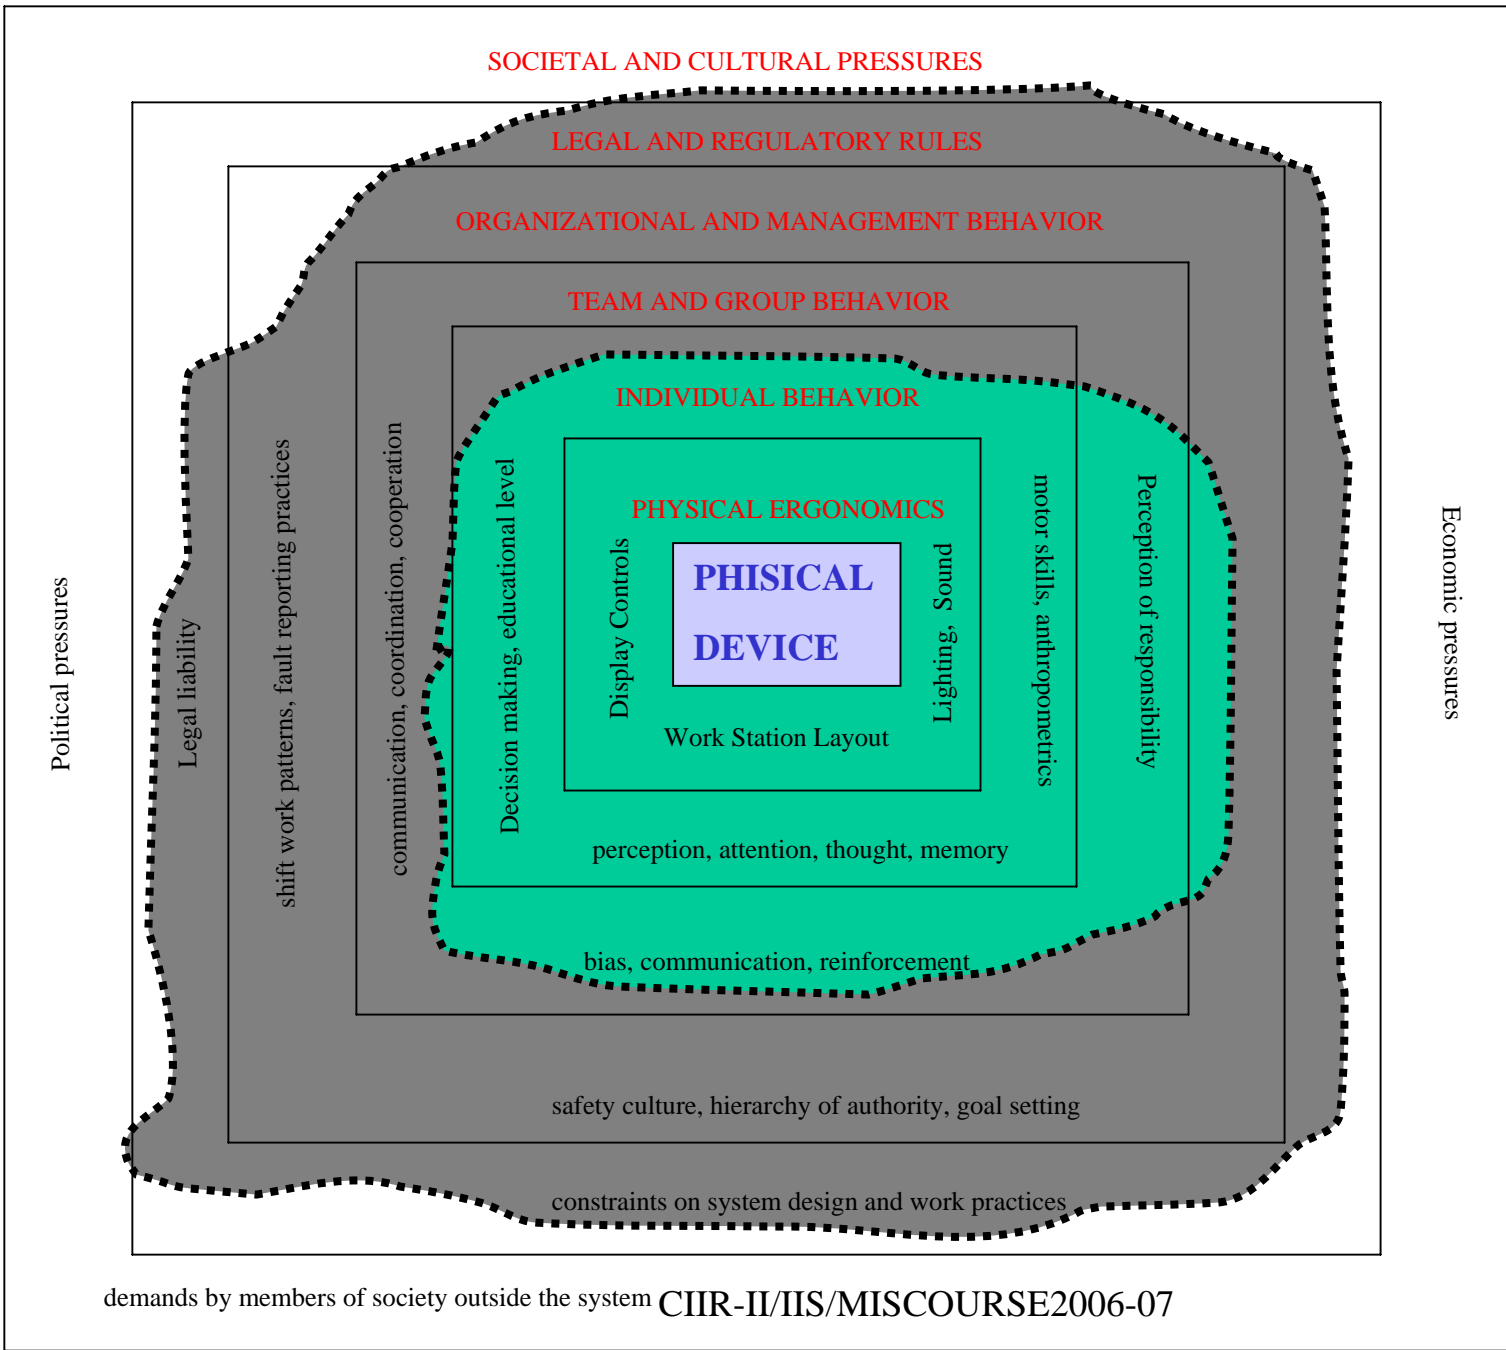 SOCIETAL AND CULTURAL PRESSURES
LEGAL AND REGULATORY RULES
ORGANIZATIONAL AND MANAGEMENT BEHAVIOR
TEAM AND GROUP BEHAVIOR
INDIVIDUAL BEHAVIOR
PHYSICAL ERGONOMICS
PHISICAL
DEVICE
Political pressures
Legal liability
shift work patterns, fault reporting practices
communication, coordination, cooperation
Decision making, educational level
Display Controls
Lighting, Sound
motor skills, anthropometrics
Perception of responsibility
Economic pressures
Work Station Layout
perception, attention, thought, memory
bias, communication, reinforcement
safety culture, hierarchy of authority, goal setting
constraints on system design and work practices
demands by members of society outside the system CIIR-II/IIS/MISCOURSE2006-07